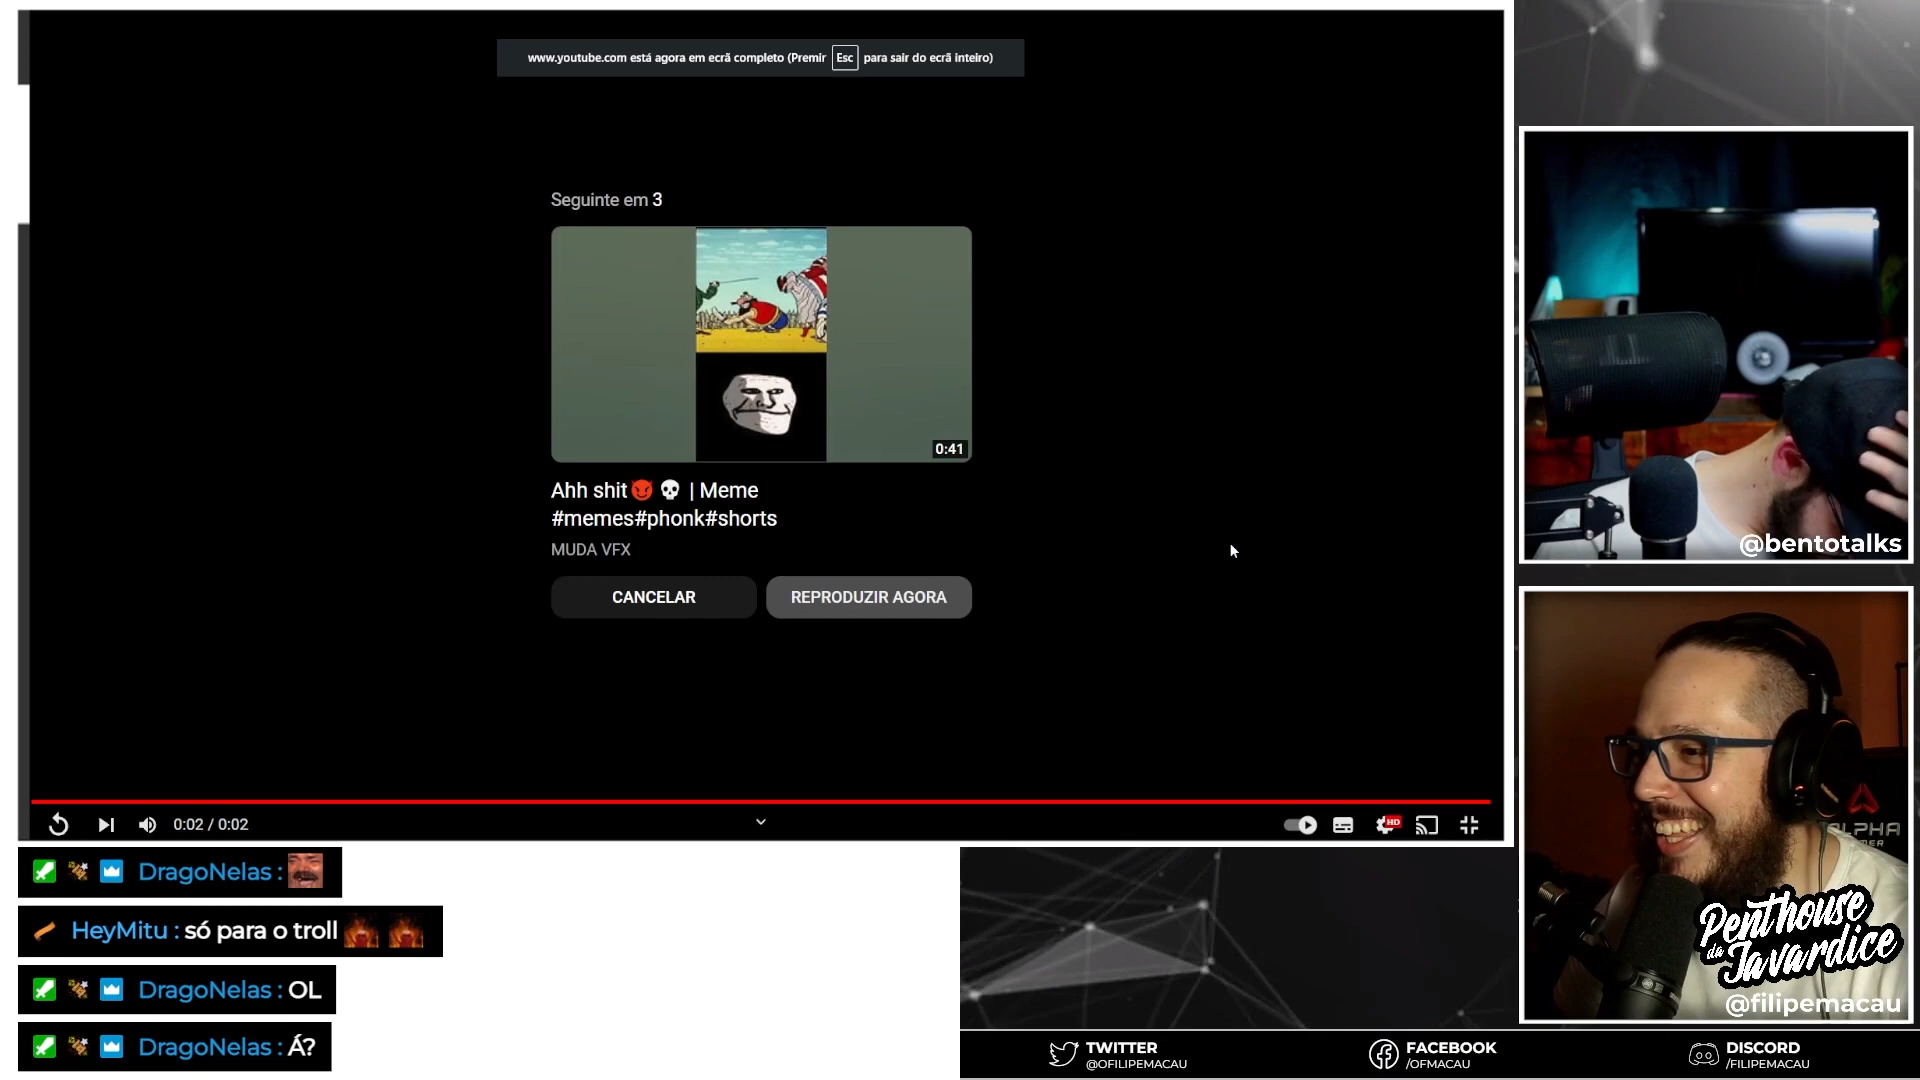 www.youtube.com está agora em ecrã completo (Premir Esc para sair do ecrã inteiro)
Seguinte em 3
0:41
Ahh shit😈💀 | Meme
#memes#phonk#shorts
MUDA VFX
CANCELAR
REPRODUZIR AGORA
0:02 / 0:02
HD
DragoNelas :
HeyMitu : só para o troll
DragoNelas : OL
DragoNelas : Á?
@bentotalks
ALPHA
Penthouse
da Javardice
@filipemacau
TWITTER
@OFILIPEMACAU
FACEBOOK
/OFMACAU
DISCORD
/FILIPEMACAU